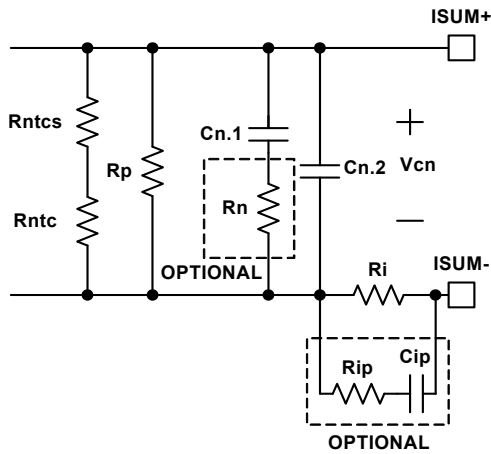 ISUM+
Rntcs
Cn.1
+
Rp
Cn.2
Vcn
Rn
Rntc
–
OPTIONAL
Ri
ISUM-
Rip
Cip
OPTIONAL